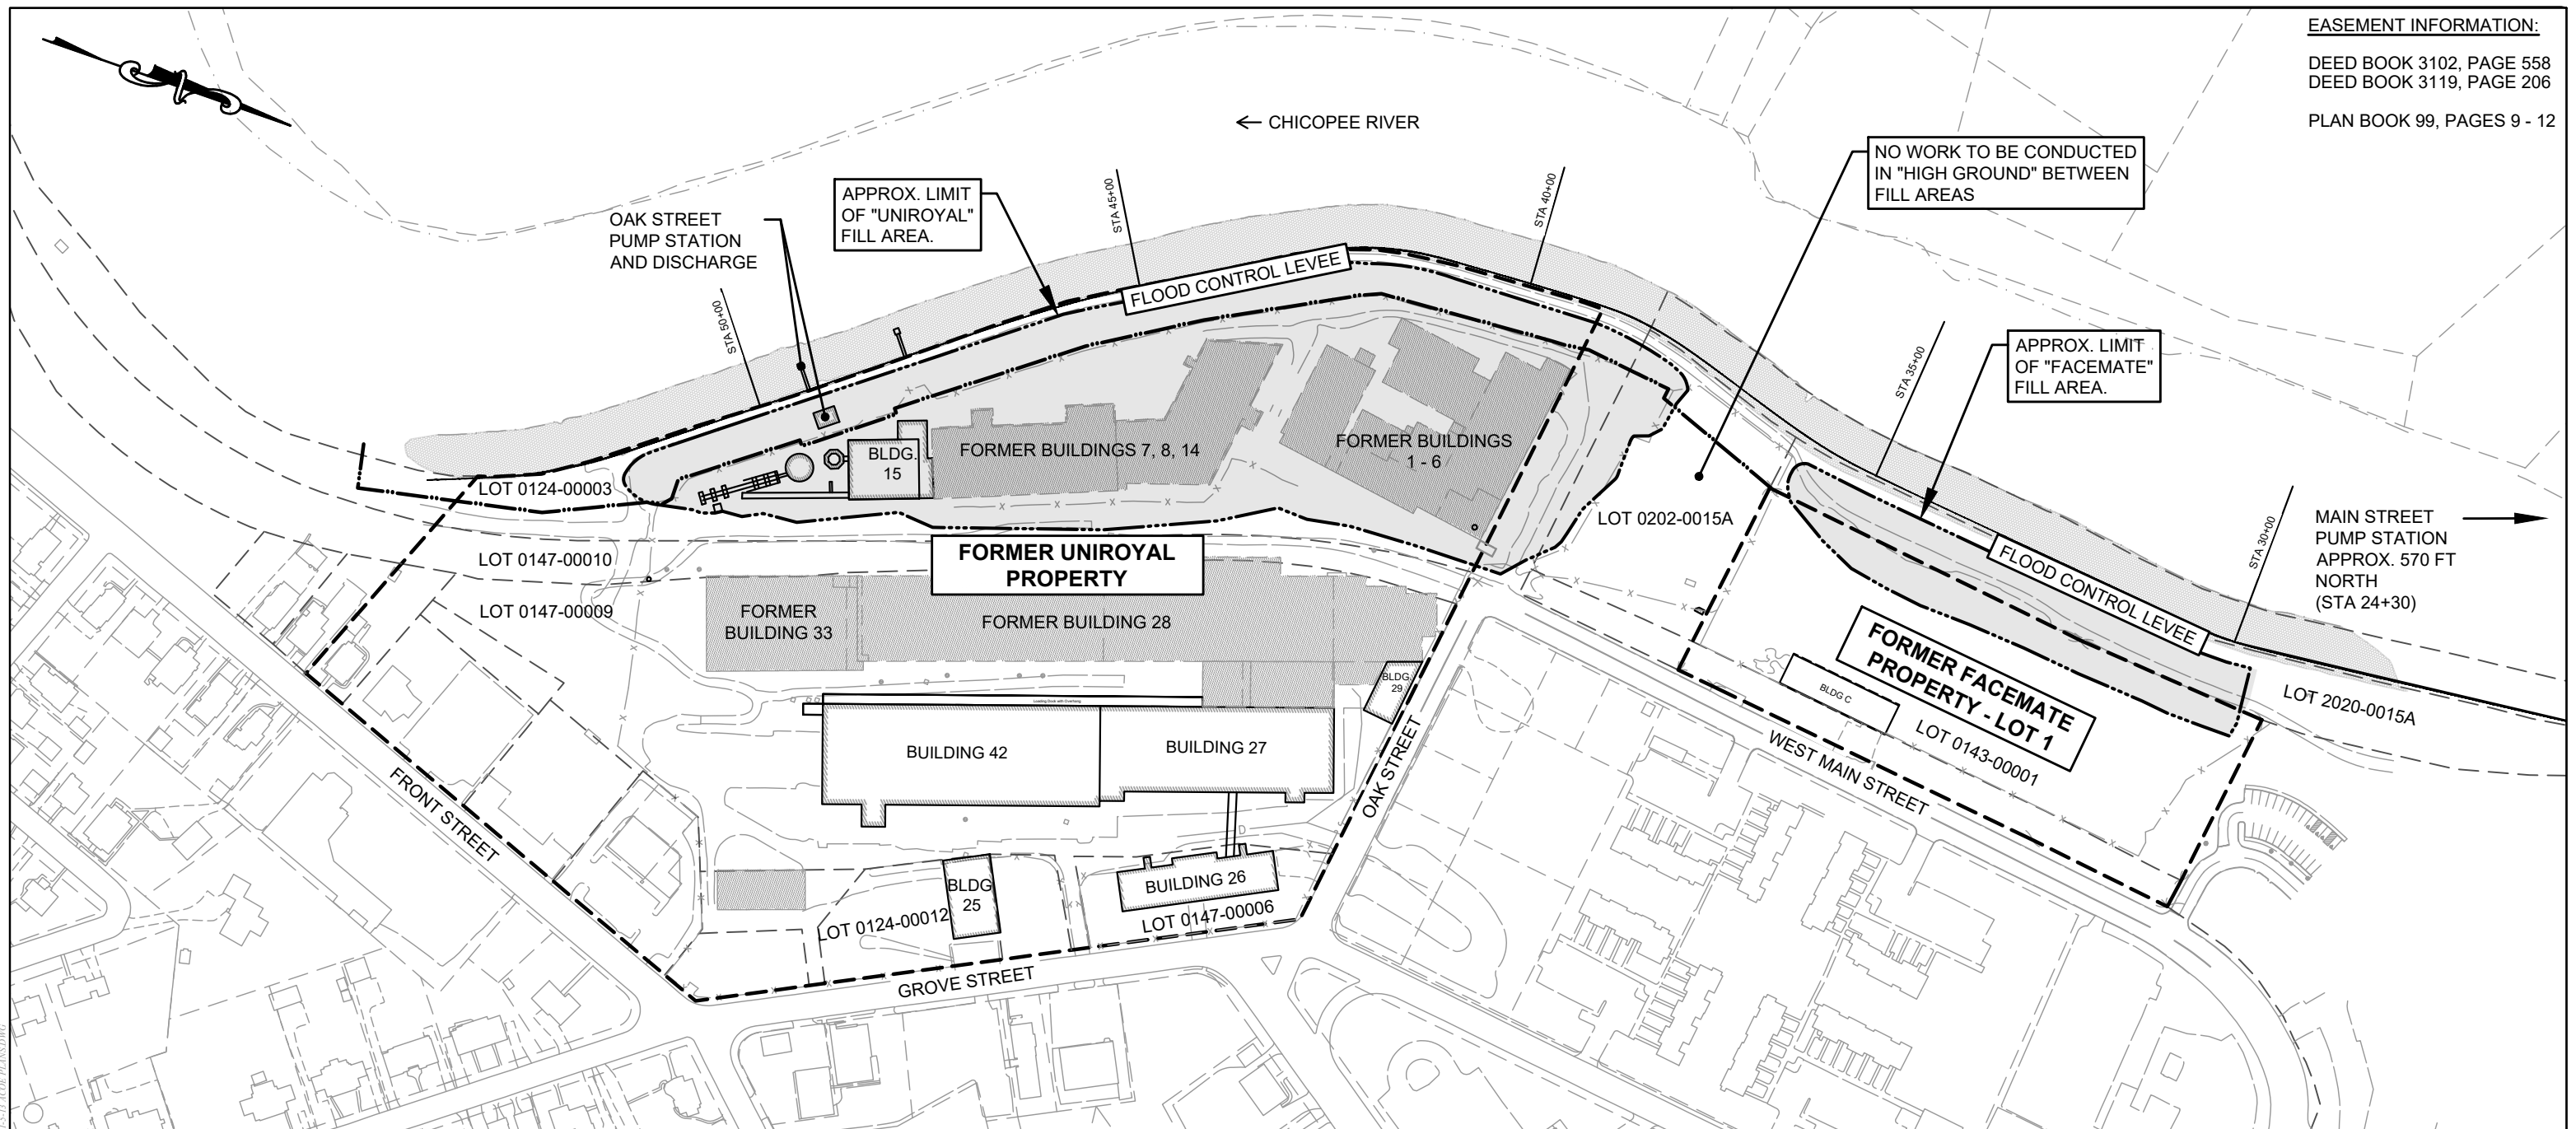 EASEMENT INFORMATION:
DEED BOOK 3102, PAGE 558
DEED BOOK 3119, PAGE 206
PLAN BOOK 99, PAGES 9 - 12
CHICOPEE RIVER
NO WORK TO BE CONDUCTED
IN "HIGH GROUND" BETWEEN
FILL AREAS
APPROX. LIMIT
OF "UNIROYAL"
FILL AREA.
OAK STREET
PUMP STATION
AND DISCHARGE
STA 50+00
STA 45+00
STA 40+00
STA 35+00
STA 30+00
FLOOD CONTROL LEVEE
APPROX. LIMIT
OF "FACEMATE"
FILL AREA.
FORMER BUILDINGS 7, 8, 14
FORMER BUILDINGS
1 - 6
BLDG.
15
LOT 0124-00003
LOT 0202-0015A
MAIN STREET
PUMP STATION
APPROX. 570 FT
NORTH
(STA 24+30)
FLOOD CONTROL LEVEE
LOT 0147-00010
FORMER UNIROYAL
PROPERTY
LOT 0147-00009
FORMER
BUILDING 33
FORMER BUILDING 28
FORMER FACEMATE
PROPERTY - LOT 1
BLDG.
29
BLDG C
LOT 2020-0015A
LOT 0143-00001
Loading Dock with Overhang
BUILDING 42
BUILDING 27
OAK STREET
WEST MAIN STREET
FRONT STREET
BLDG
25
BUILDING 26
LOT 0124-00012
LOT 0147-00006
GROVE STREET